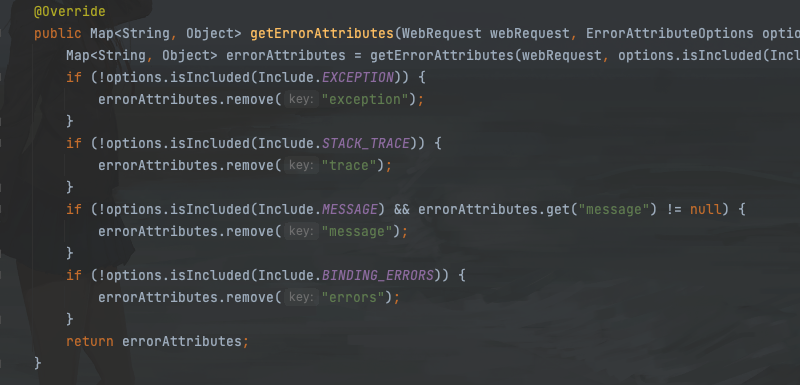 @Override
public Map<String, Object> getErrorAttributes(WebRequest webRequest, ErrorAttributeOptions optio
Map<String, Object> errorAttributes = getErrorAttributes(webRequest, options.isIncluded(Incl
if (!options.isIncluded(Include.EXCEPTION)) {
errorAttributes.remove( key: "exception");
}
if (!options.isIncluded(Include.STACK_TRACE)) {
errorAttributes.remove( key: "trace");
}
if (!options.isIncluded(Include.MESSAGE) && errorAttributes.get("message") != null) {
errorAttributes.remove( key: "message");
}
if (!options.isIncluded(Include.BINDING_ERRORS)) {
errorAttributes.remove( key: "errors");
}
return errorAttributes;
}